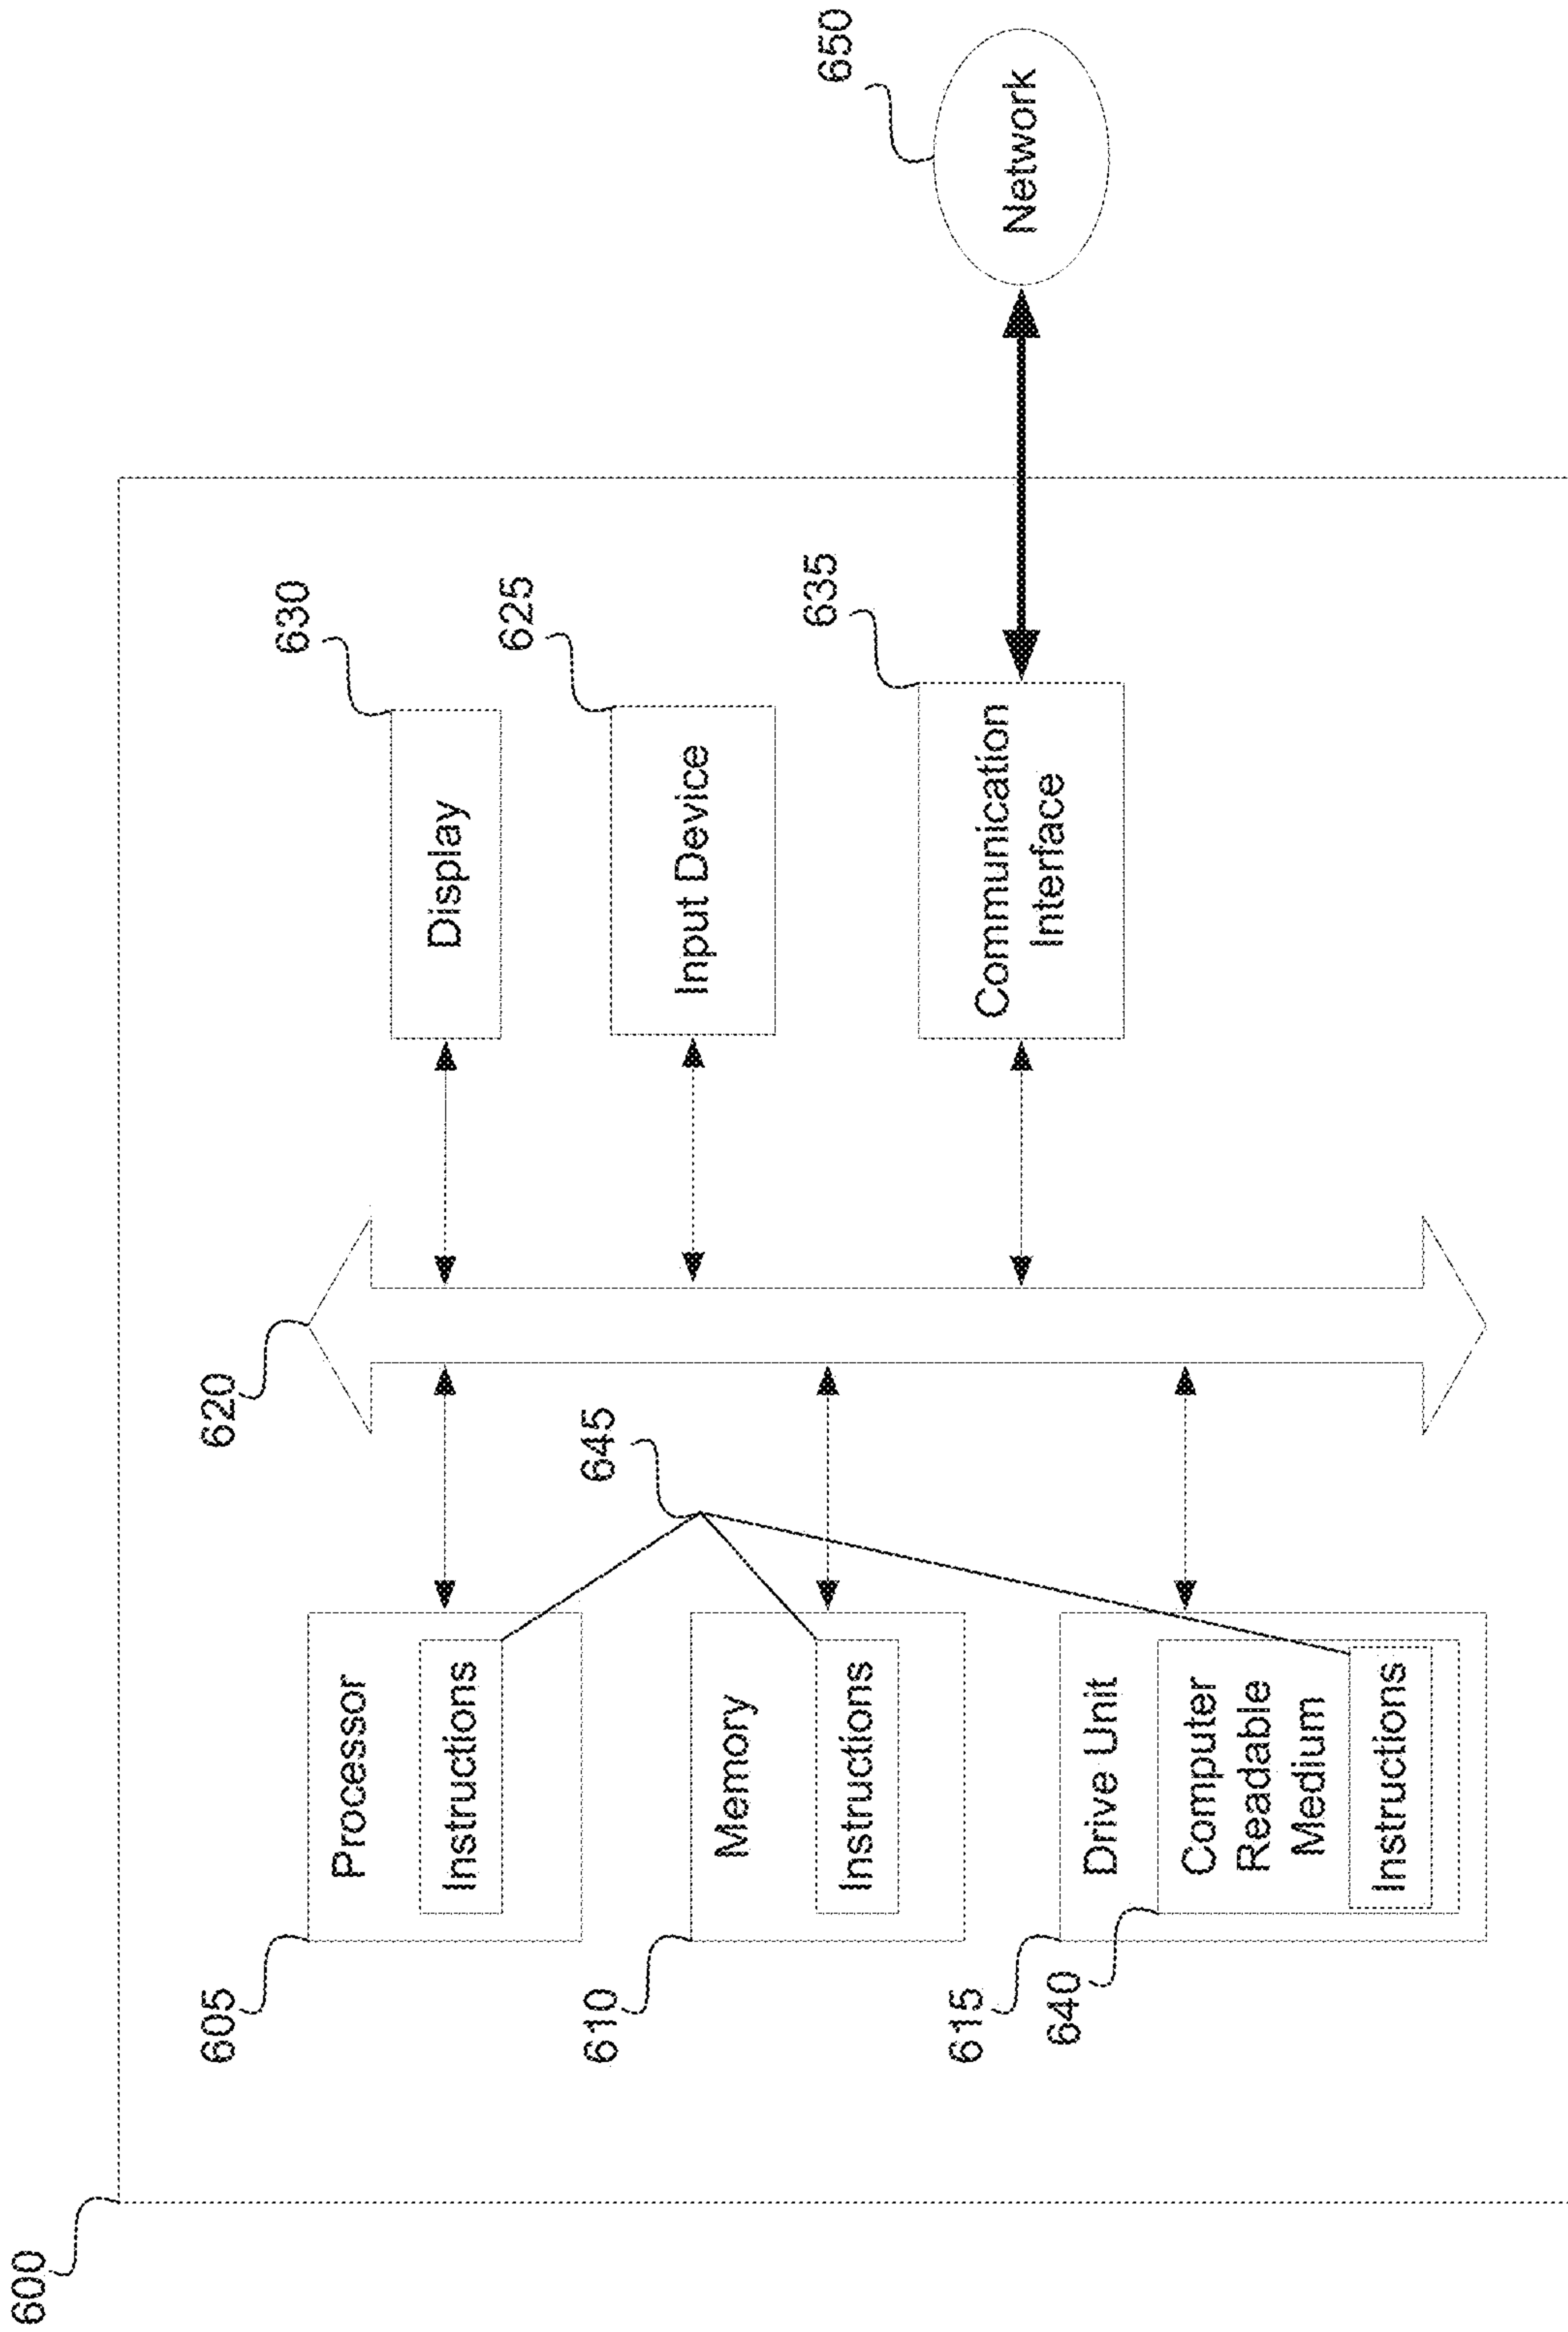 600
605
Processor
Instructions
610
Memory
Instructions
615
640
Drive Unit
Computer
Readable
Medium
Instructions
645
620
630
Display
625
Input Device
635
Communication
Interface
650
Network